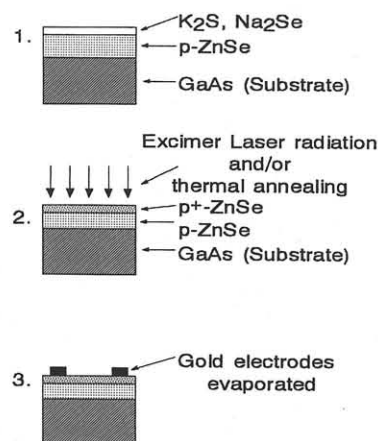 1.
K2S, Na2Se
p-ZnSe
GaAs (Substrate)
Excimer Laser radiation
and/or
thermal annealing
2.
p+-ZnSe
p-ZnSe
GaAs (Substrate)
3.
Gold electrodes
evaporated